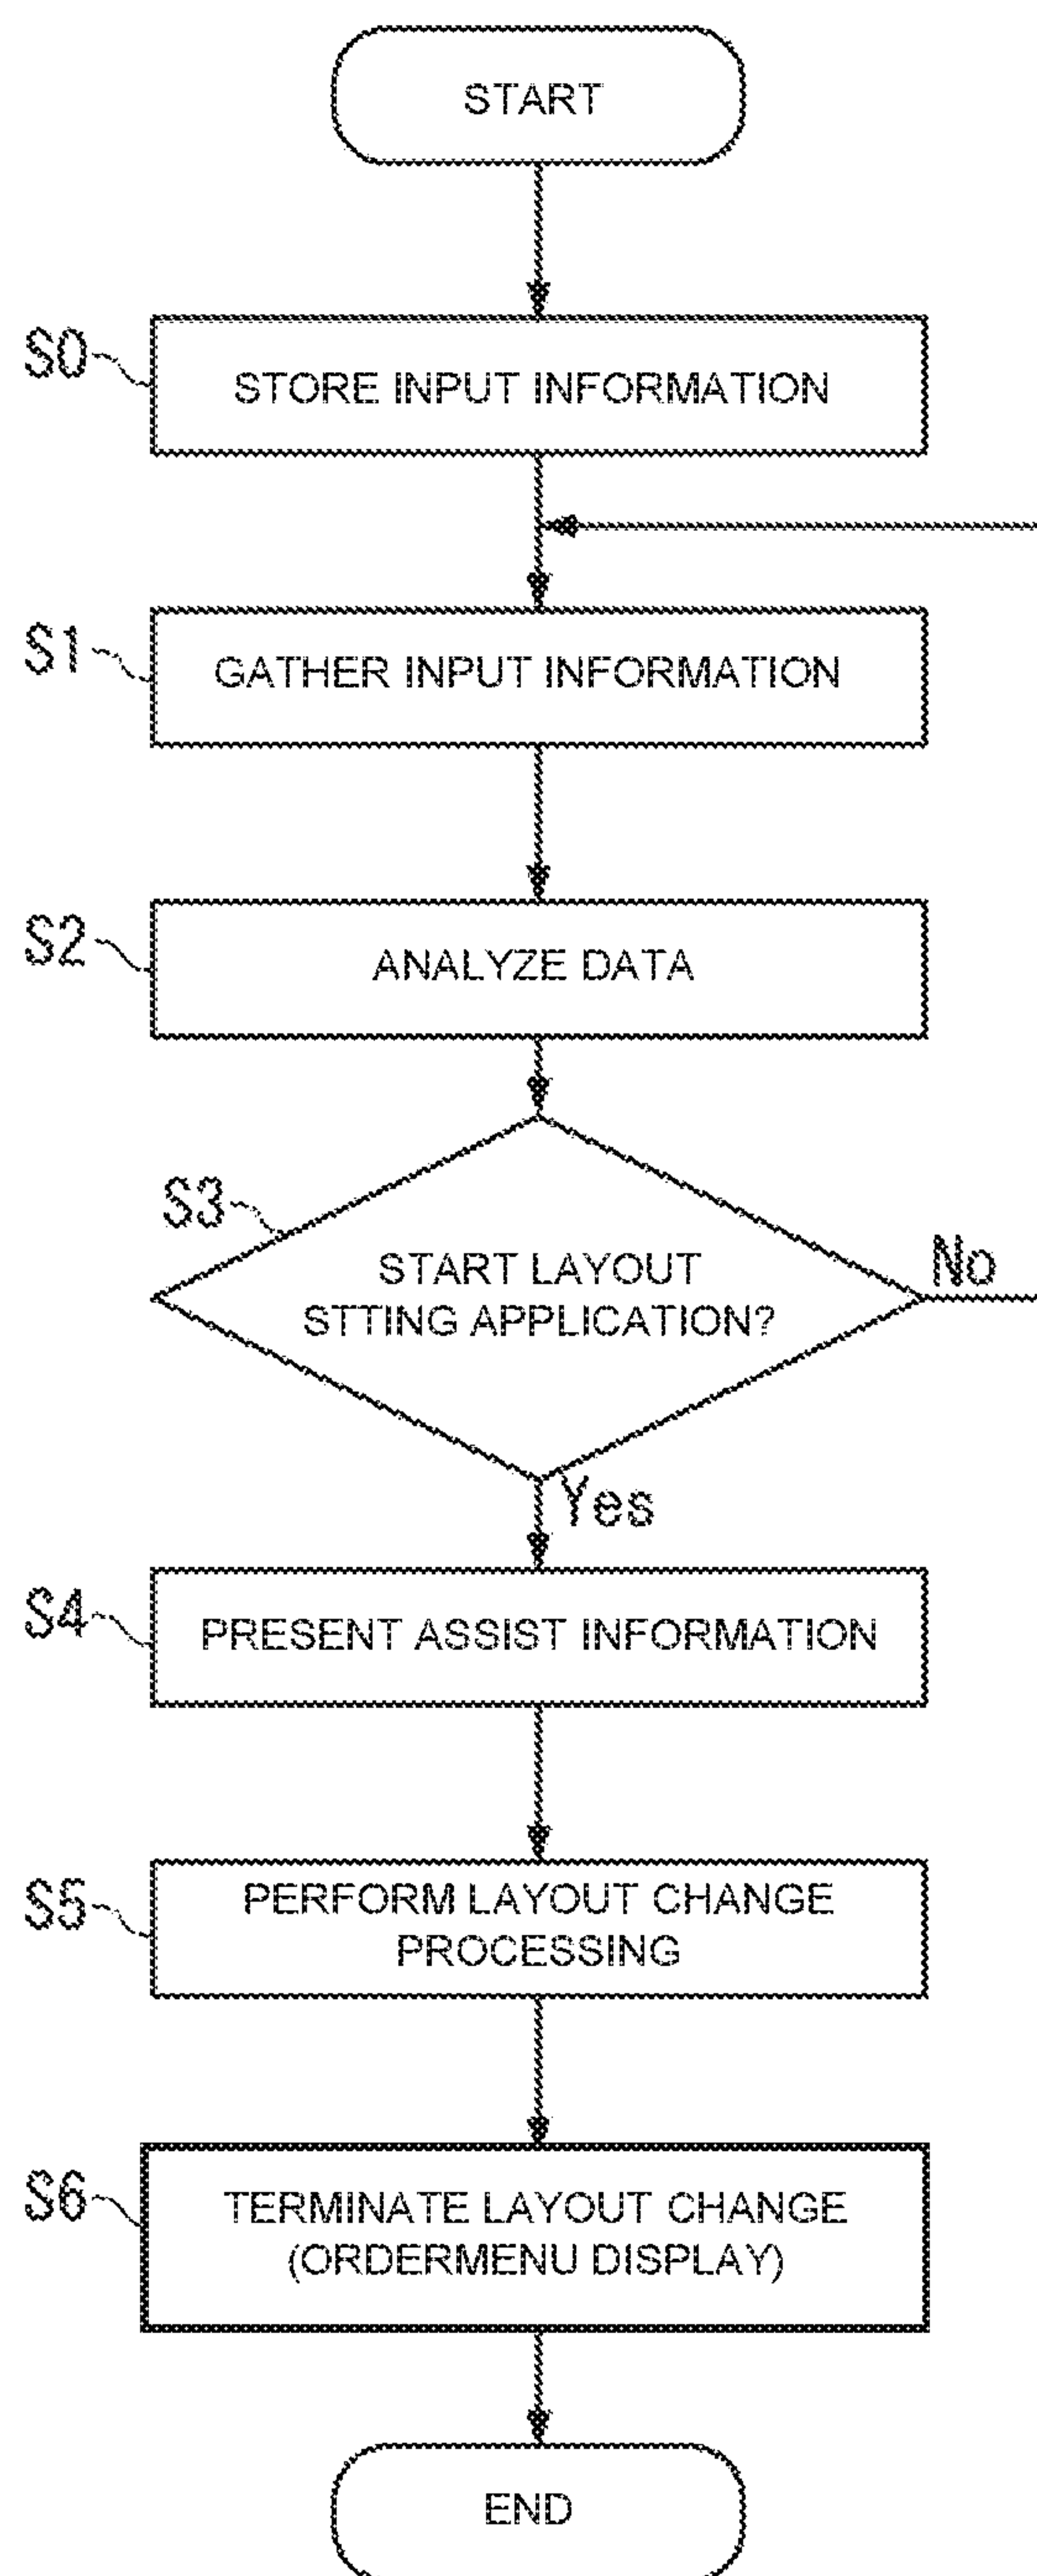 START
S0
STORE INPUT INFORMATION
S1
GATHER INPUT INFORMATION
S2
ANALYZE DATA
S3
START LAYOUT
STTING APPLICATION?
No
Yes
S4
PRESENT ASSIST INFORMATION
S5
PERFORM LAYOUT CHANGE
PROCESSING
S6
TERMINATE LAYOUT CHANGE
(ORDERMENU DISPLAY)
END